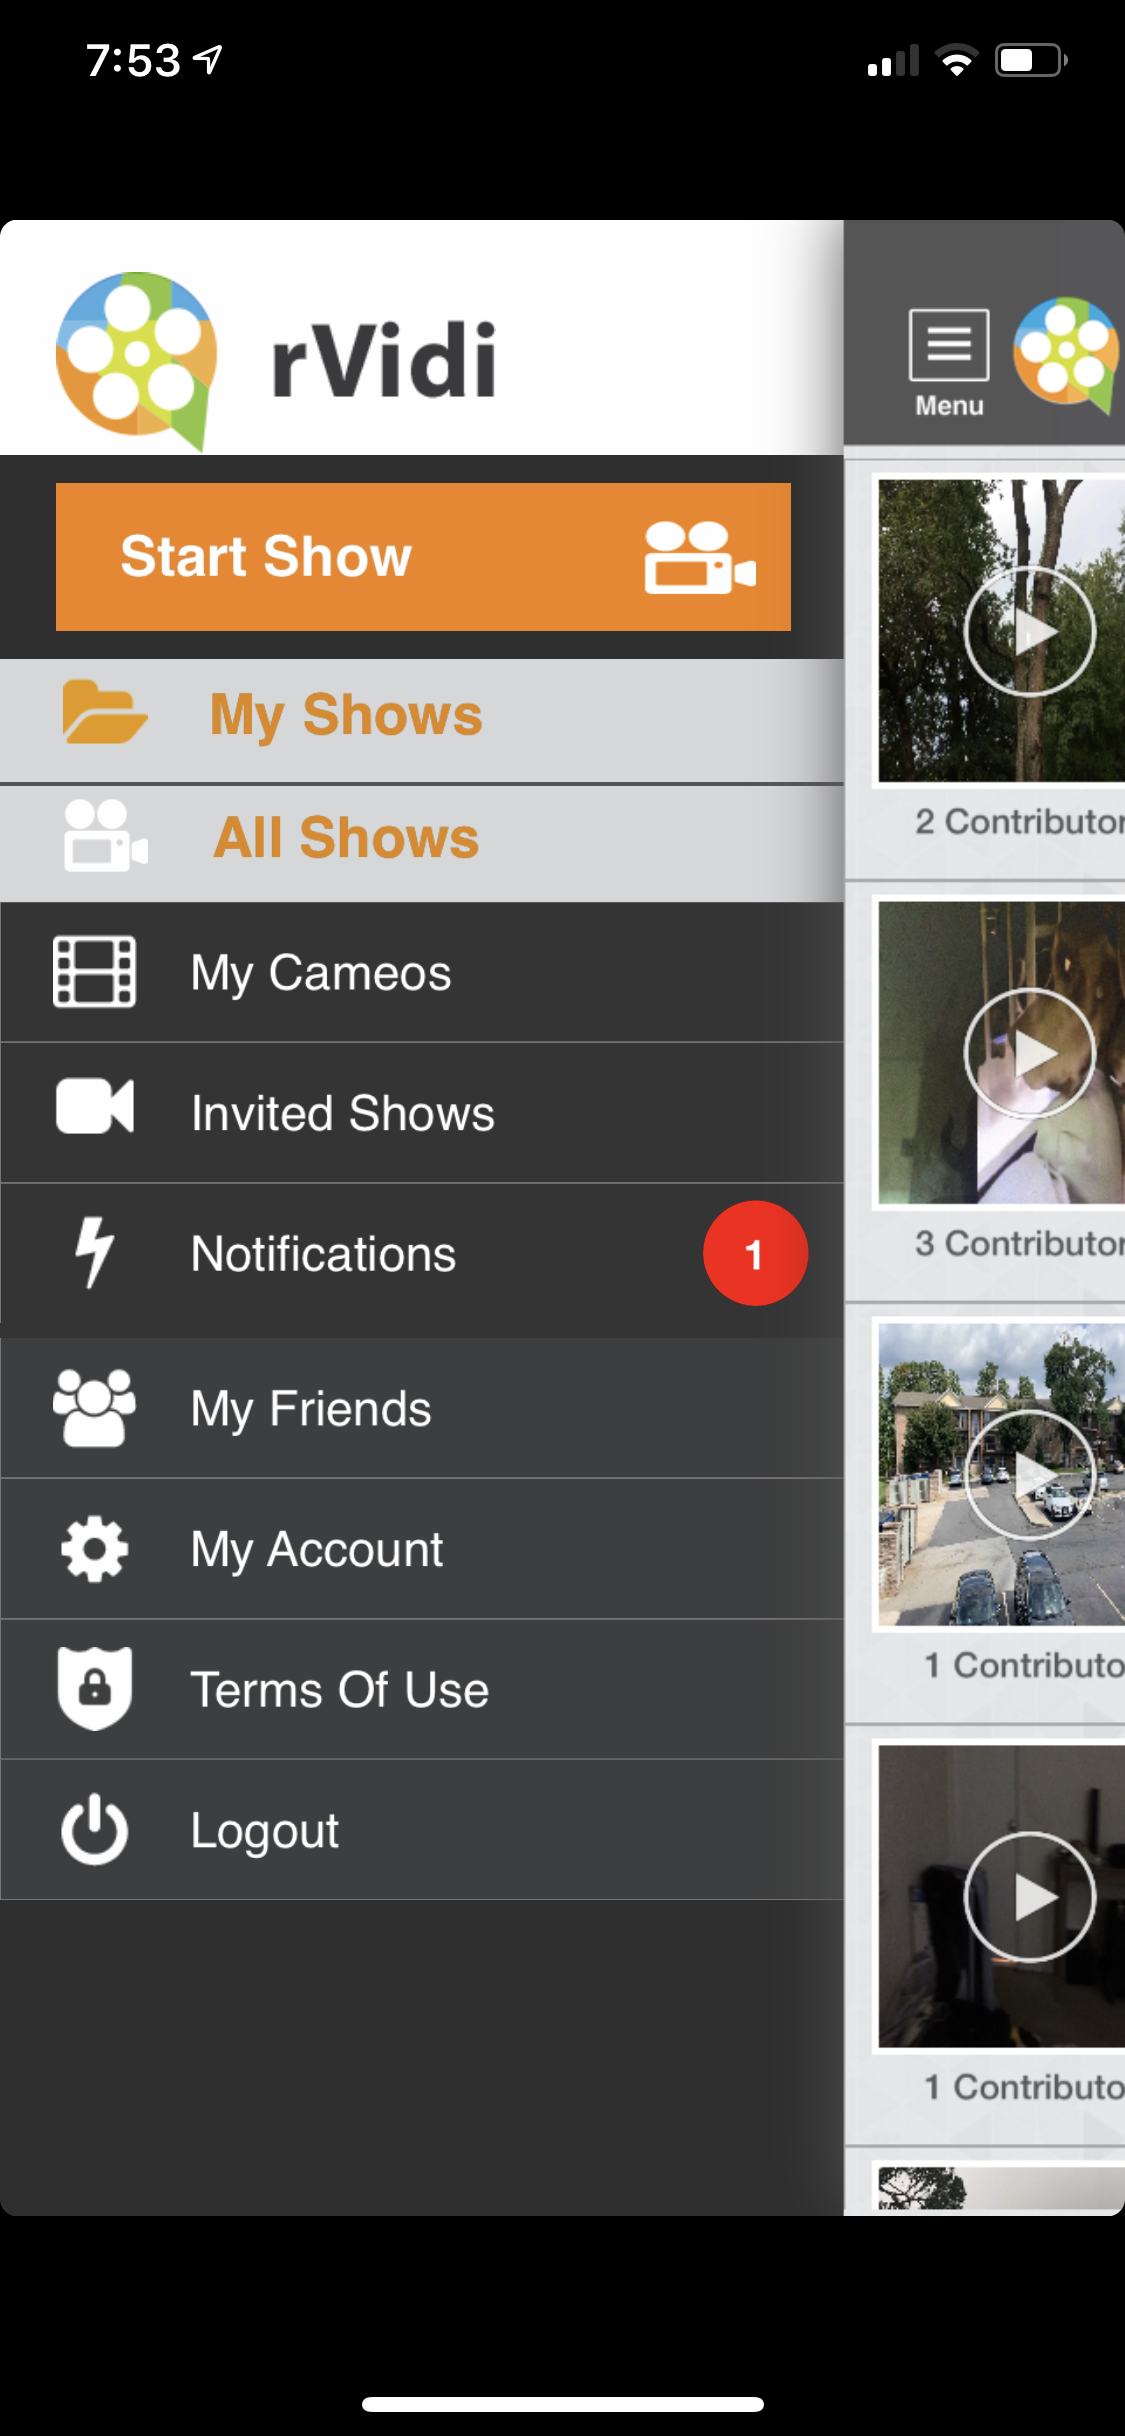 7:53
rVidi
Menu
Start Show
My Shows
All Shows
My Cameos
Invited Shows
Notifications
1
My Friends
My Account
Terms Of Use
Logout
2 Contributor
3 Contributor
1 Contributo
1 Contributo